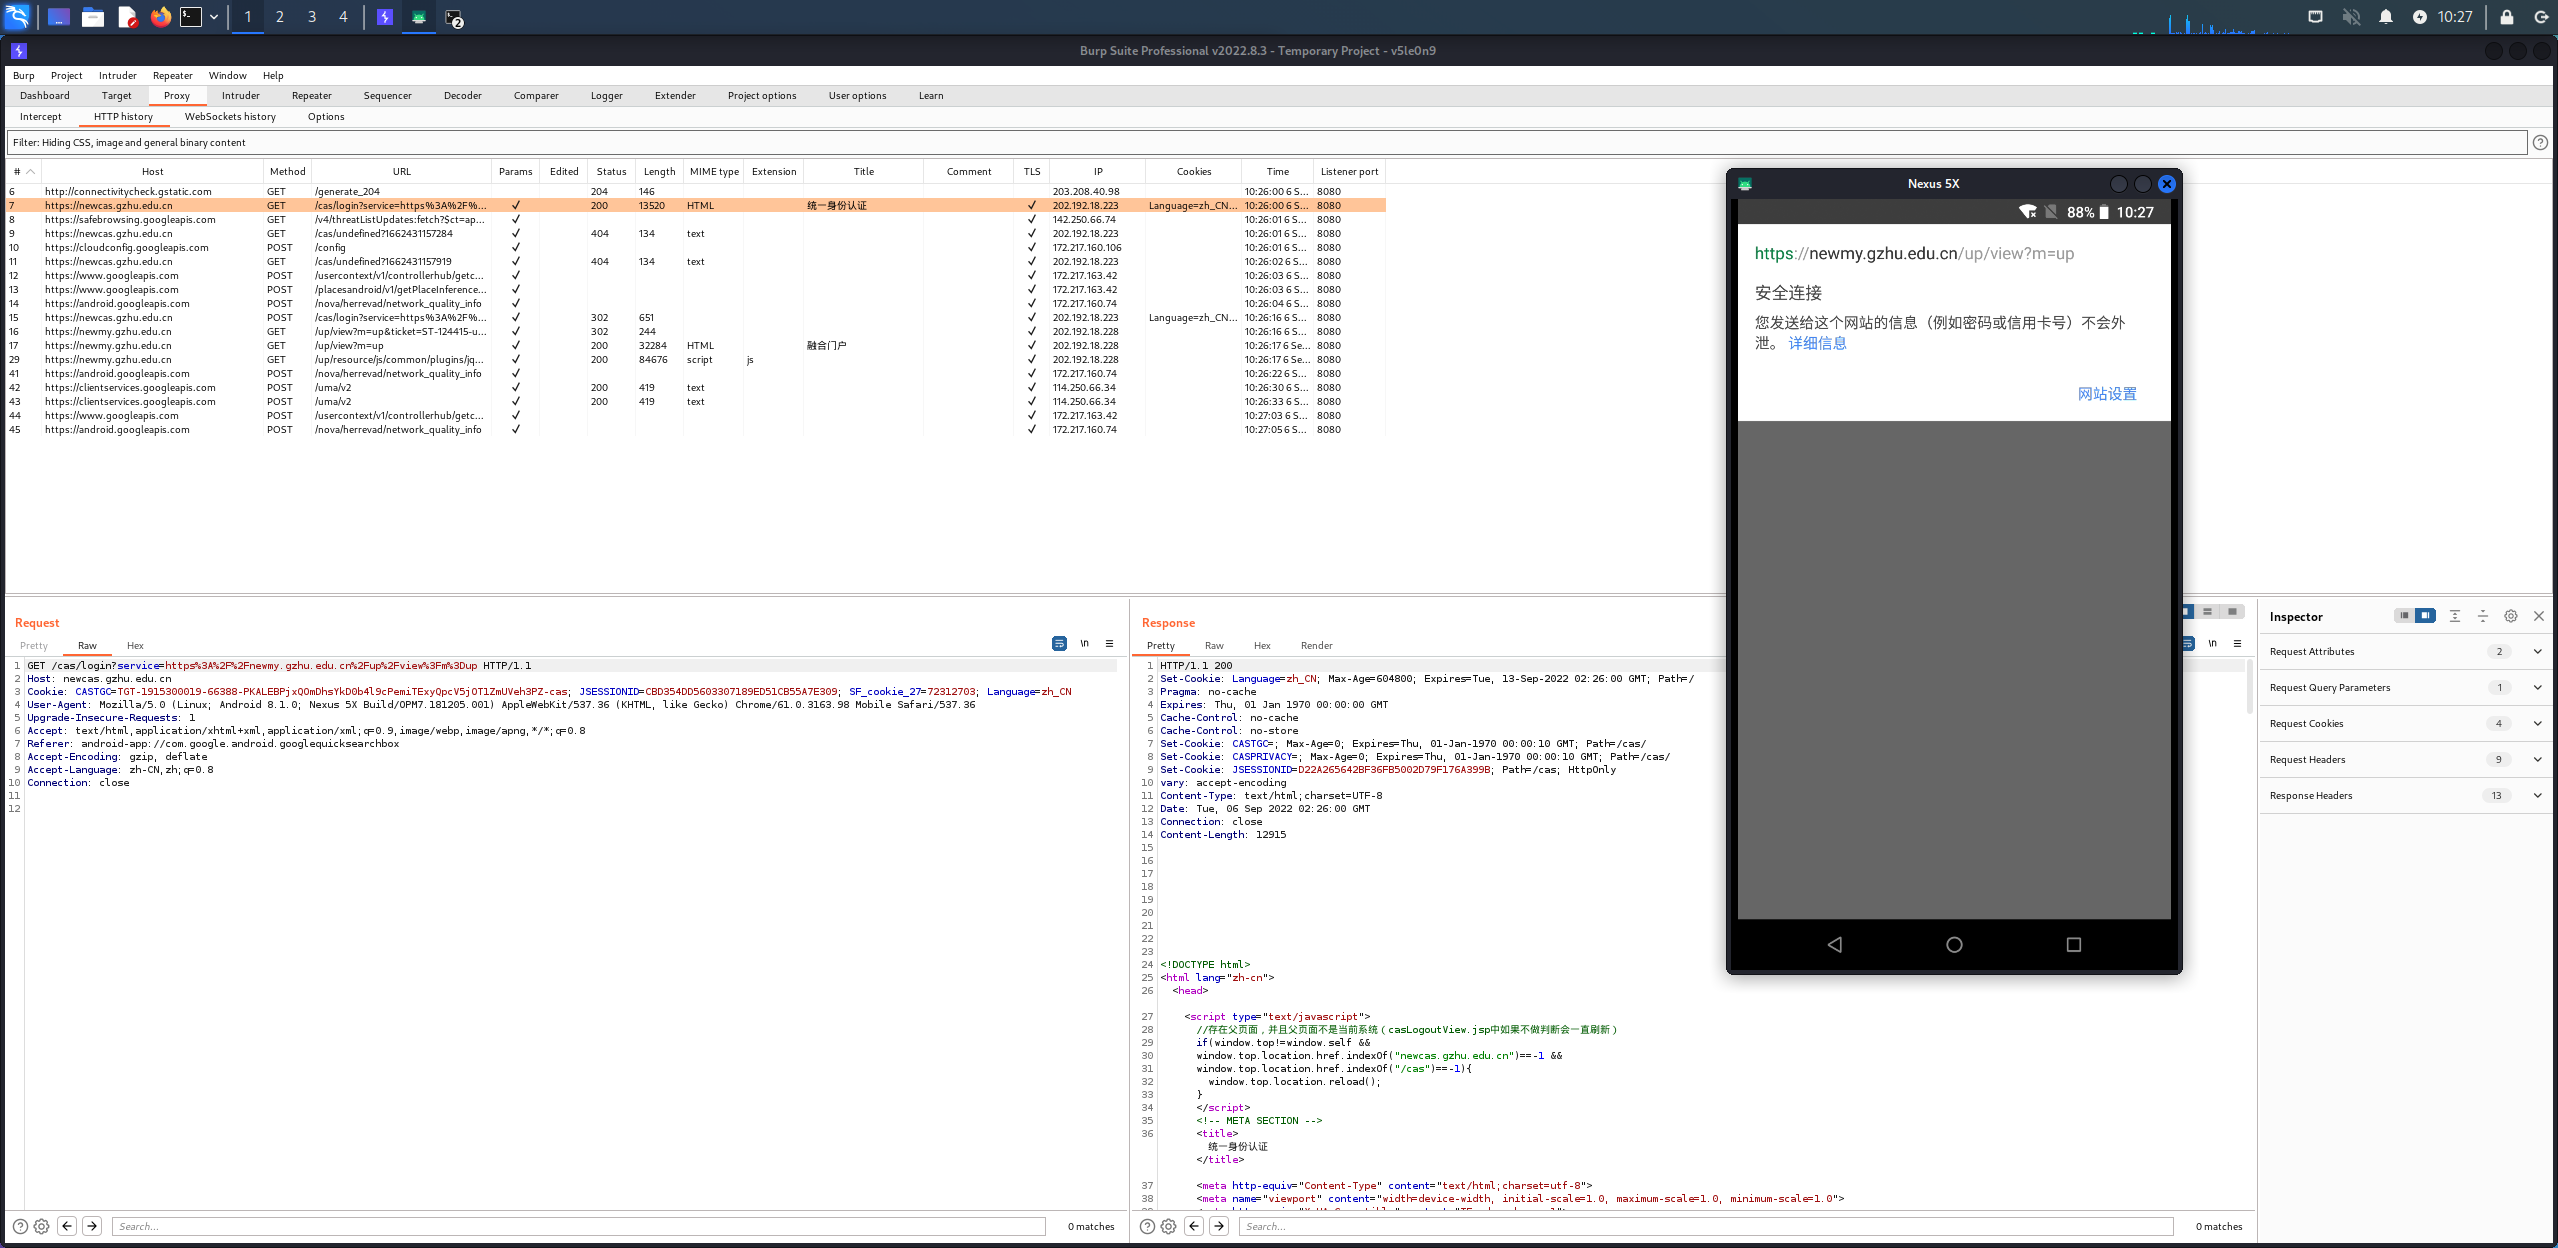 1 2 3 4 2 10:27
Burp Suite Professional v2022.8.3 - Temporary Project - v5le0n9
Burp Project Intruder Repeater Window Help
Dashboard Target Proxy Intruder Repeater Sequencer Decoder Comparer Logger Extender Project options User options Learn
Intercept HTTP history WebSockets history Options
Filter: Hiding CSS, image and general binary content
# Host Method URL Params Edited Status Length MIME type Extension Title Comment TLS IP Cookies Time Listener port
6 http://connectivitycheck.gstatic.com GET /generate_204 204 146 203.208.40.98 10:26:00 6 S... 8080
7 https://newcas.gzhu.edu.cn GET /cas/login?service=https%3A%2F%... ✓ 200 13520 HTML 统一身份认证 ✓ 202.192.18.223 Language=zh_CN... 10:26:00 6 S... 8080
8 https://safebrowsing.googleapis.com GET /v4/threatListUpdates:fetch?$ct=ap... ✓ ✓ 142.250.66.74 10:26:01 6 S... 8080
9 https://newcas.gzhu.edu.cn GET /cas/undefined?1662431157284 ✓ 404 134 text ✓ 202.192.18.223 10:26:01 6 S... 8080
10 https://cloudconfig.googleapis.com POST /config ✓ ✓ 172.217.160.106 10:26:01 6 S... 8080
11 https://newcas.gzhu.edu.cn GET /cas/undefined?1662431157919 ✓ 404 134 text ✓ 202.192.18.223 10:26:02 6 S... 8080
12 https://www.googleapis.com POST /usercontext/v1/controllerhub/getc... ✓ ✓ 172.217.163.42 10:26:03 6 S... 8080
13 https://www.googleapis.com POST /placesandroid/v1/getPlaceInference... ✓ ✓ 172.217.163.42 10:26:03 6 S... 8080
14 https://android.googleapis.com POST /nova/herrevad/network_quality_info ✓ ✓ 172.217.160.74 10:26:04 6 S... 8080
15 https://newcas.gzhu.edu.cn POST /cas/login?service=https%3A%2F%... ✓ 302 651 ✓ 202.192.18.223 Language=zh_CN... 10:26:16 6 S... 8080
16 https://newmy.gzhu.edu.cn GET /up/view?m=up&ticket=ST-124415-u... ✓ 302 244 ✓ 202.192.18.228 10:26:16 6 S... 8080
17 https://newmy.gzhu.edu.cn GET /up/view?m=up ✓ 200 32284 HTML 融合门户 ✓ 202.192.18.228 10:26:17 6 Se... 8080
29 https://newmy.gzhu.edu.cn GET /up/resource/js/common/plugins/jq... ✓ 200 84676 script js ✓ 202.192.18.228 10:26:17 6 Se... 8080
41 https://android.googleapis.com POST /nova/herrevad/network_quality_info ✓ ✓ 172.217.160.74 10:26:22 6 S... 8080
42 https://clientservices.googleapis.com POST /uma/v2 ✓ 200 419 text ✓ 114.250.66.34 10:26:30 6 S... 8080
43 https://clientservices.googleapis.com POST /uma/v2 ✓ 200 419 text ✓ 114.250.66.34 10:26:33 6 S... 8080
44 https://www.googleapis.com POST /usercontext/v1/controllerhub/getc... ✓ ✓ 172.217.163.42 10:27:03 6 S... 8080
45 https://android.googleapis.com POST /nova/herrevad/network_quality_info ✓ ✓ 172.217.160.74 10:27:05 6 S... 8080
Nexus 5X
88% 10:27
https://newmy.gzhu.edu.cn/up/view?m=up
安全连接
您发送给这个网站的信息（例如密码或信用卡号）不会外
泄。 详细信息
网站设置
Request
Pretty Raw Hex \n
1 GET /cas/login?service=https%3A%2F%2Fnewmy.gzhu.edu.cn%2Fup%2Fview%3Fm%3Dup HTTP/1.1
2 Host: newcas.gzhu.edu.cn
3 Cookie: CASTGC=TGT-1915300019-66388-PKALEBPjxQOmDhsYkD0b4l9cPemiTExyQpcV5jOT1ZmUVeh3PZ-cas; JSESSIONID=CBD354DD5603307189ED51CB55A7E309; SF_cookie_27=72312703; Language=zh_CN
4 User-Agent: Mozilla/5.0 (Linux; Android 8.1.0; Nexus 5X Build/OPM7.181205.001) AppleWebKit/537.36 (KHTML, like Gecko) Chrome/61.0.3163.98 Mobile Safari/537.36
5 Upgrade-Insecure-Requests: 1
6 Accept: text/html,application/xhtml+xml,application/xml;q=0.9,image/webp,image/apng,*/*;q=0.8
7 Referer: android-app://com.google.android.googlequicksearchbox
8 Accept-Encoding: gzip, deflate
9 Accept-Language: zh-CN,zh;q=0.8
10 Connection: close
11
12
Search... 0 matches
Response
Pretty Raw Hex Render \n
1 HTTP/1.1 200
2 Set-Cookie: Language=zh_CN; Max-Age=604800; Expires=Tue, 13-Sep-2022 02:26:00 GMT; Path=/
3 Pragma: no-cache
4 Expires: Thu, 01 Jan 1970 00:00:00 GMT
5 Cache-Control: no-cache
6 Cache-Control: no-store
7 Set-Cookie: CASTGC=; Max-Age=0; Expires=Thu, 01-Jan-1970 00:00:10 GMT; Path=/cas/
8 Set-Cookie: CASPRIVACY=; Max-Age=0; Expires=Thu, 01-Jan-1970 00:00:10 GMT; Path=/cas/
9 Set-Cookie: JSESSIONID=D22A265642BF36FB5002D79F176A399B; Path=/cas; HttpOnly
10 vary: accept-encoding
11 Content-Type: text/html;charset=UTF-8
12 Date: Tue, 06 Sep 2022 02:26:00 GMT
13 Connection: close
14 Content-Length: 12915
15
16
17
18
19
20
21
22
23
24 <!DOCTYPE html>
25 <html lang="zh-cn">
26 <head>
27 <script type="text/javascript">
28 //存在父页面，并且父页面不是当前系统（casLogoutView.jsp中如果不做判断会一直刷新）
29 if(window.top!=window.self &&
30 window.top.location.href.indexOf("newcas.gzhu.edu.cn")==-1 &&
31 window.top.location.href.indexOf("/cas")==-1){
32 window.top.location.reload();
33 }
34 </script>
35 <!-- META SECTION -->
36 <title>
统一身份认证
</title>
37 <meta http-equiv="Content-Type" content="text/html;charset=utf-8">
38 <meta name="viewport" content="width=device-width, initial-scale=1.0, maximum-scale=1.0, minimum-scale=1.0">
Search... 0 matches
Inspector
Request Attributes 2
Request Query Parameters 1
Request Cookies 4
Request Headers 9
Response Headers 13